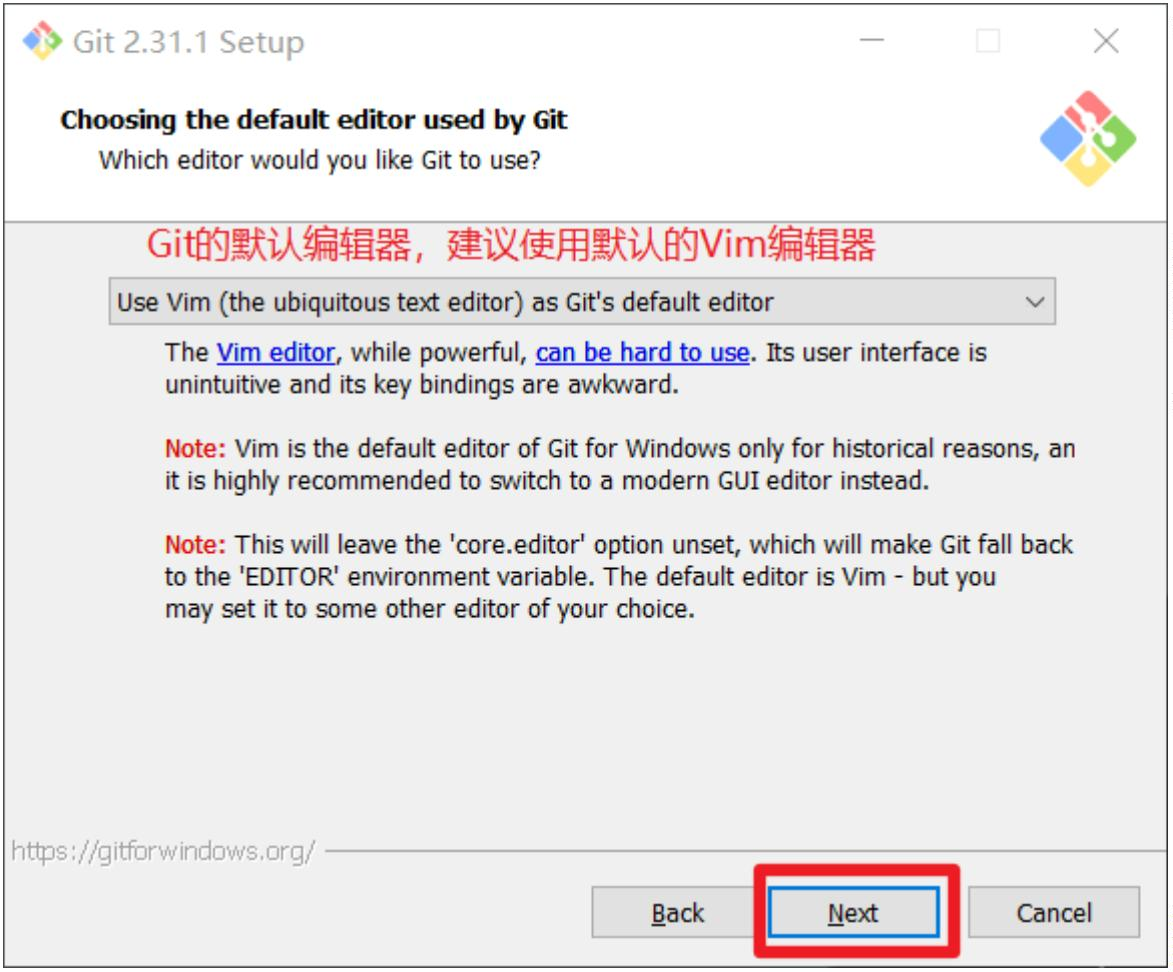 Git 2.31.1 Setup
Choosing the default editor used by Git
Which editor would you like Git to use?
Git的默认编辑器，建议使用默认的Vim编辑器
Use Vim (the ubiquitous text editor) as Git's default editor
The Vim editor, while powerful, can be hard to use. Its user interface is
unintuitive and its key bindings are awkward.
Note: Vim is the default editor of Git for Windows only for historical reasons, an
it is highly recommended to switch to a modern GUI editor instead.
Note: This will leave the 'core.editor' option unset, which will make Git fall back
to the 'EDITOR' environment variable. The default editor is Vim - but you
may set it to some other editor of your choice.
https://gitforwindows.org/
Back
Next
Cancel